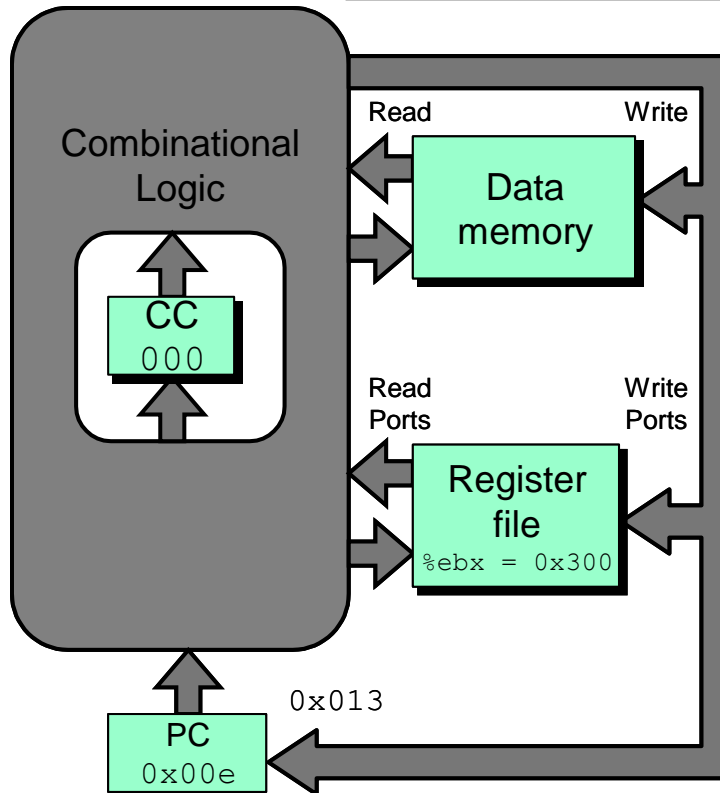 Read
Write
Combinational
Logic
Data
memory
CC
000
Read
Ports
Write
Ports
Register
file
%ebx = 0x300
0x013
PC
0x00e